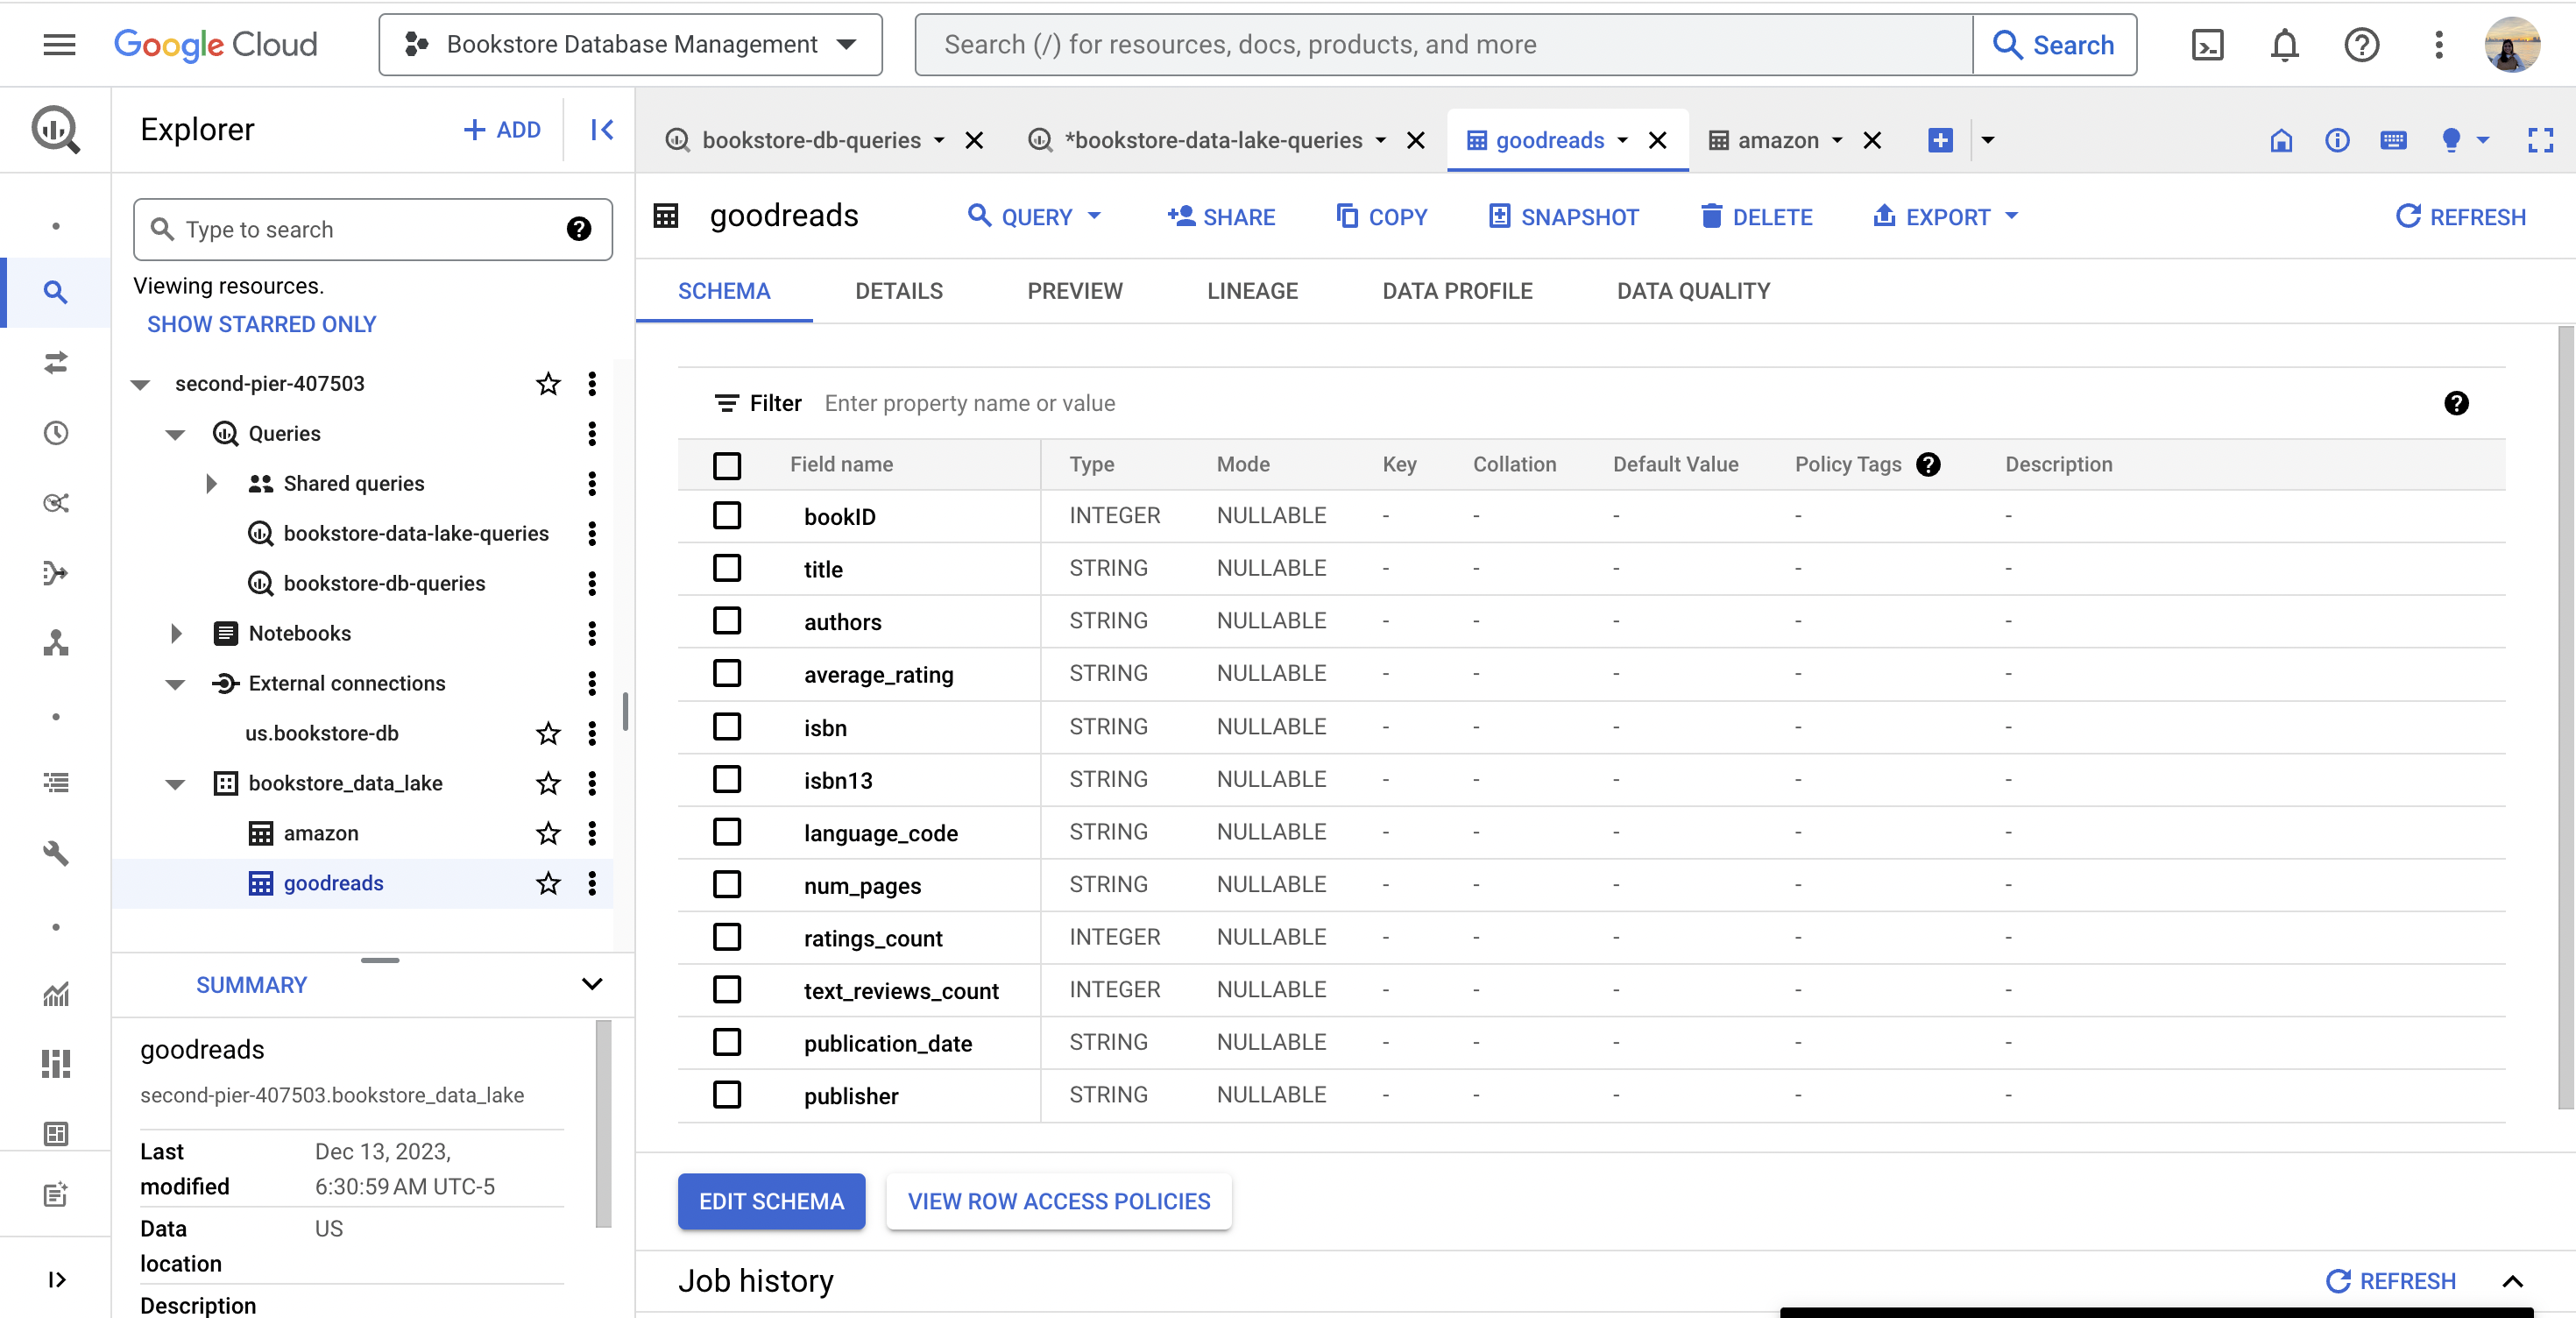 Google Cloud
Bookstore Database Management
Search (/) for resources, docs, products, and more
Search
Explorer
+ ADD
bookstore-db-queries
*bookstore-data-lake-queries
goodreads
amazon
Type to search
Viewing resources.
SHOW STARRED ONLY
second-pier-407503
Queries
Shared queries
bookstore-data-lake-queries
bookstore-db-queries
Notebooks
External connections
us.bookstore-db
bookstore_data_lake
amazon
goodreads
SUMMARY
goodreads
second-pier-407503.bookstore_data_lake
Last modified Dec 13, 2023, 6:30:59 AM UTC-5
Data location US
Description
goodreads
QUERY
SHARE
COPY
SNAPSHOT
DELETE
EXPORT
REFRESH
SCHEMA DETAILS PREVIEW LINEAGE DATA PROFILE DATA QUALITY
Filter Enter property name or value
Field name Type Mode Key Collation Default Value Policy Tags Description
bookID INTEGER NULLABLE - - - - -
title STRING NULLABLE - - - - -
authors STRING NULLABLE - - - - -
average_rating STRING NULLABLE - - - - -
isbn STRING NULLABLE - - - - -
isbn13 STRING NULLABLE - - - - -
language_code STRING NULLABLE - - - - -
num_pages STRING NULLABLE - - - - -
ratings_count INTEGER NULLABLE - - - - -
text_reviews_count INTEGER NULLABLE - - - - -
publication_date STRING NULLABLE - - - - -
publisher STRING NULLABLE - - - - -
EDIT SCHEMA
VIEW ROW ACCESS POLICIES
Job history
REFRESH